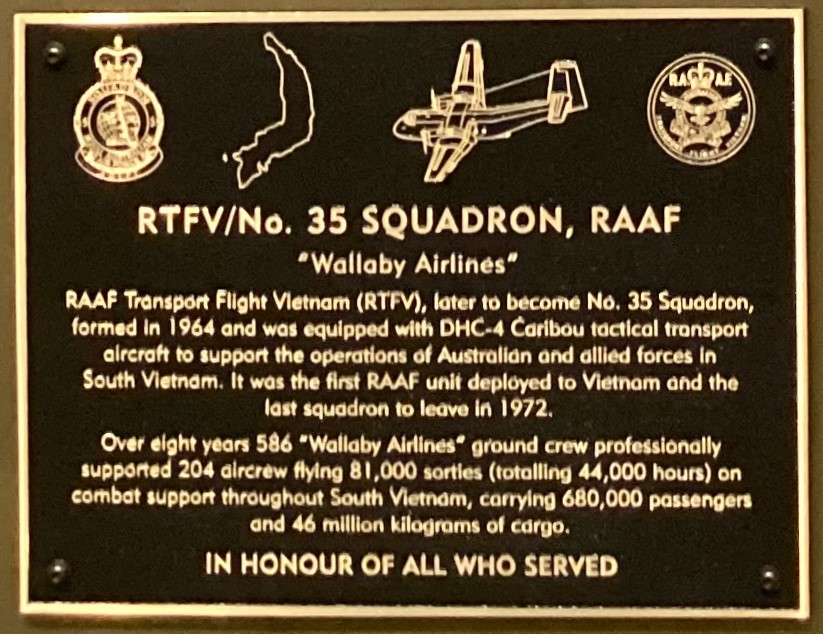 SQUADRON
RAAF
TRANSPORT FLIGHT VIETNAM
RTFV/No. 35 SQUADRON, RAAF
"Wallaby Airlines"
RAAF Transport Flight Vietnam (RTFV), later to become No. 35 Squadron,
formed in 1964 and was equipped with DHC-4 Caribou tactical transport
aircraft to support the operations of Australian and allied forces in
South Vietnam. It was the first RAAF unit deployed to Vietnam and the
last squadron to leave in 1972.
Over eight years 586 "Wallaby Airlines" ground crew professionally
supported 204 aircrew flying 81,000 sorties (totalling 44,000 hours) on
combat support throughout South Vietnam, carrying 680,000 passengers
and 46 million kilograms of cargo.
IN HONOUR OF ALL WHO SERVED